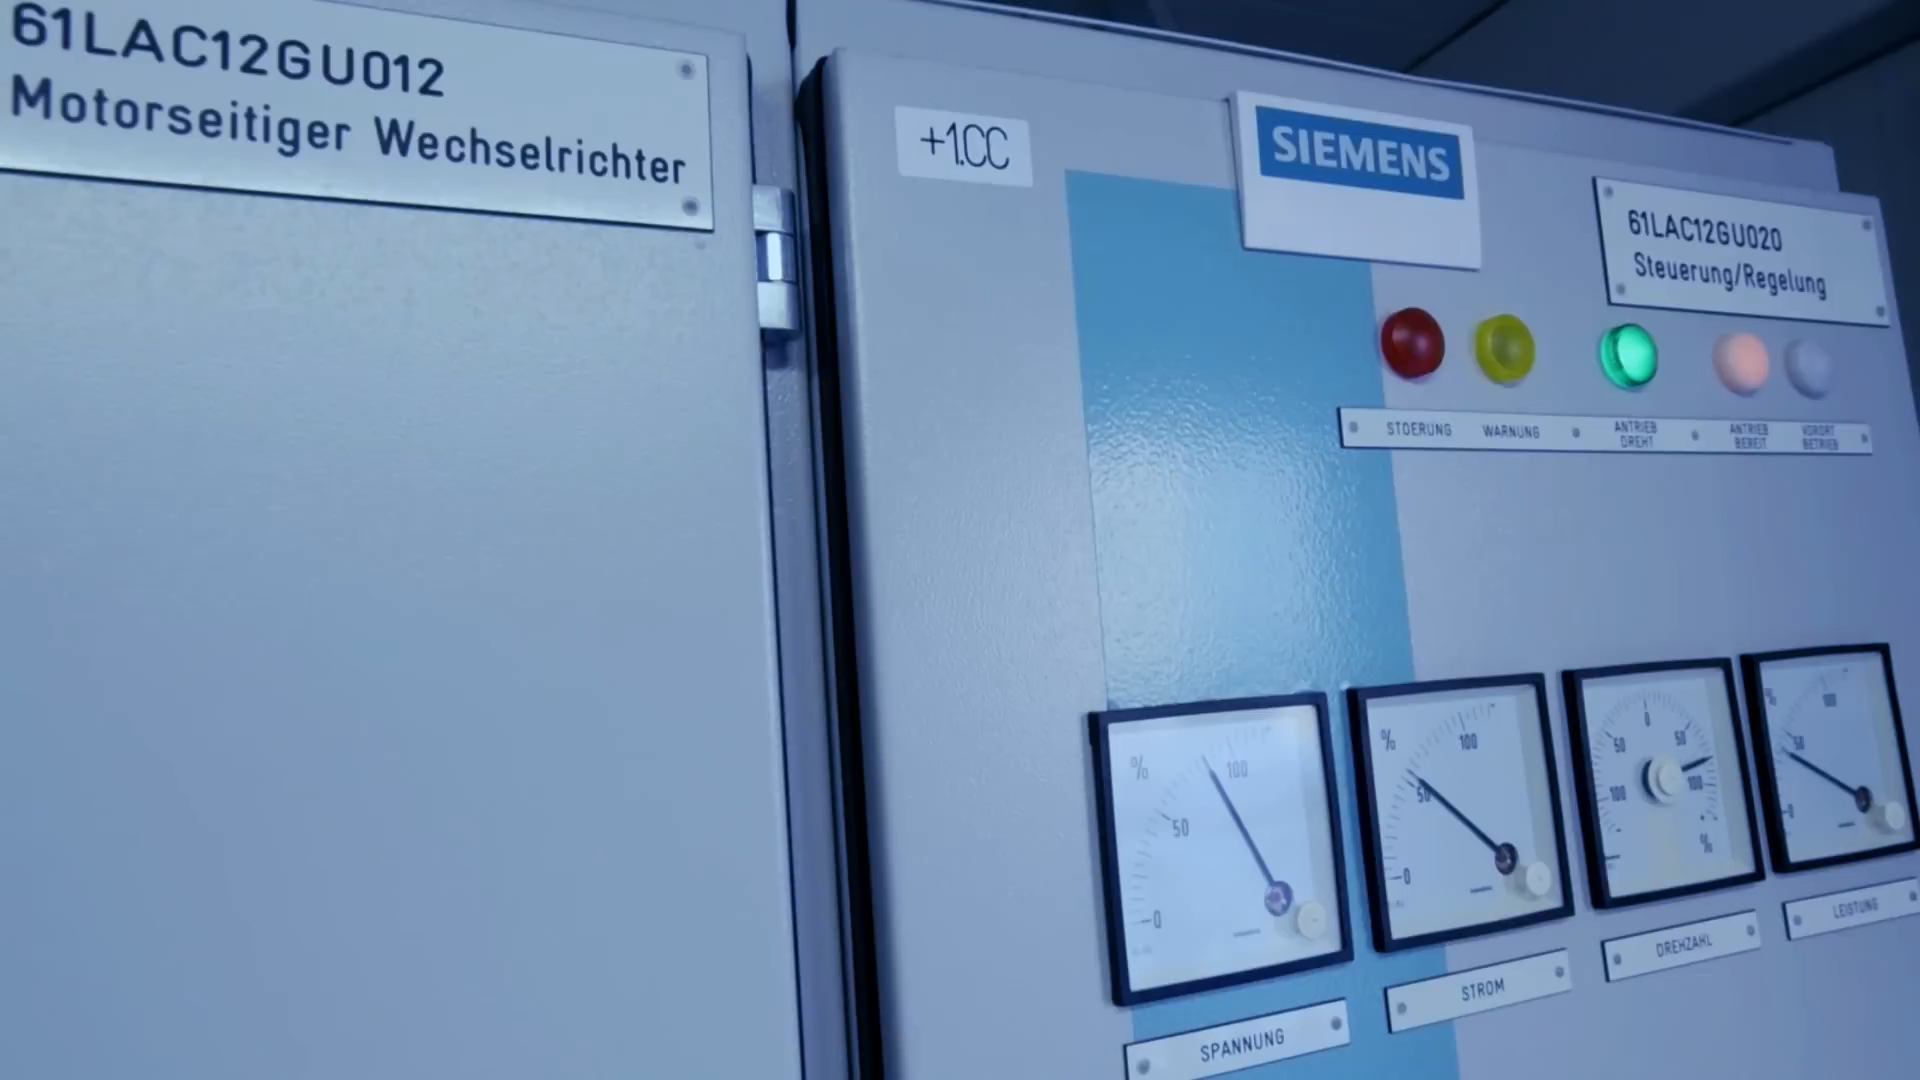 61LAC12GU012
Motorseitiger Wechselrichter
+1.CC
SIEMENS
61LAC12GU020
Steuerung/Regelung
STOERUNG
WARNUNG
ANTRIEB
DREHT
ANTRIEB
BEREIT
VORORT
BETRIEB
%
100
50
0
SPANNUNG
%
100
50
0
STROM
0
50
50
100
100
%
DREHZAHL
%
100
50
0
LEISTUNG